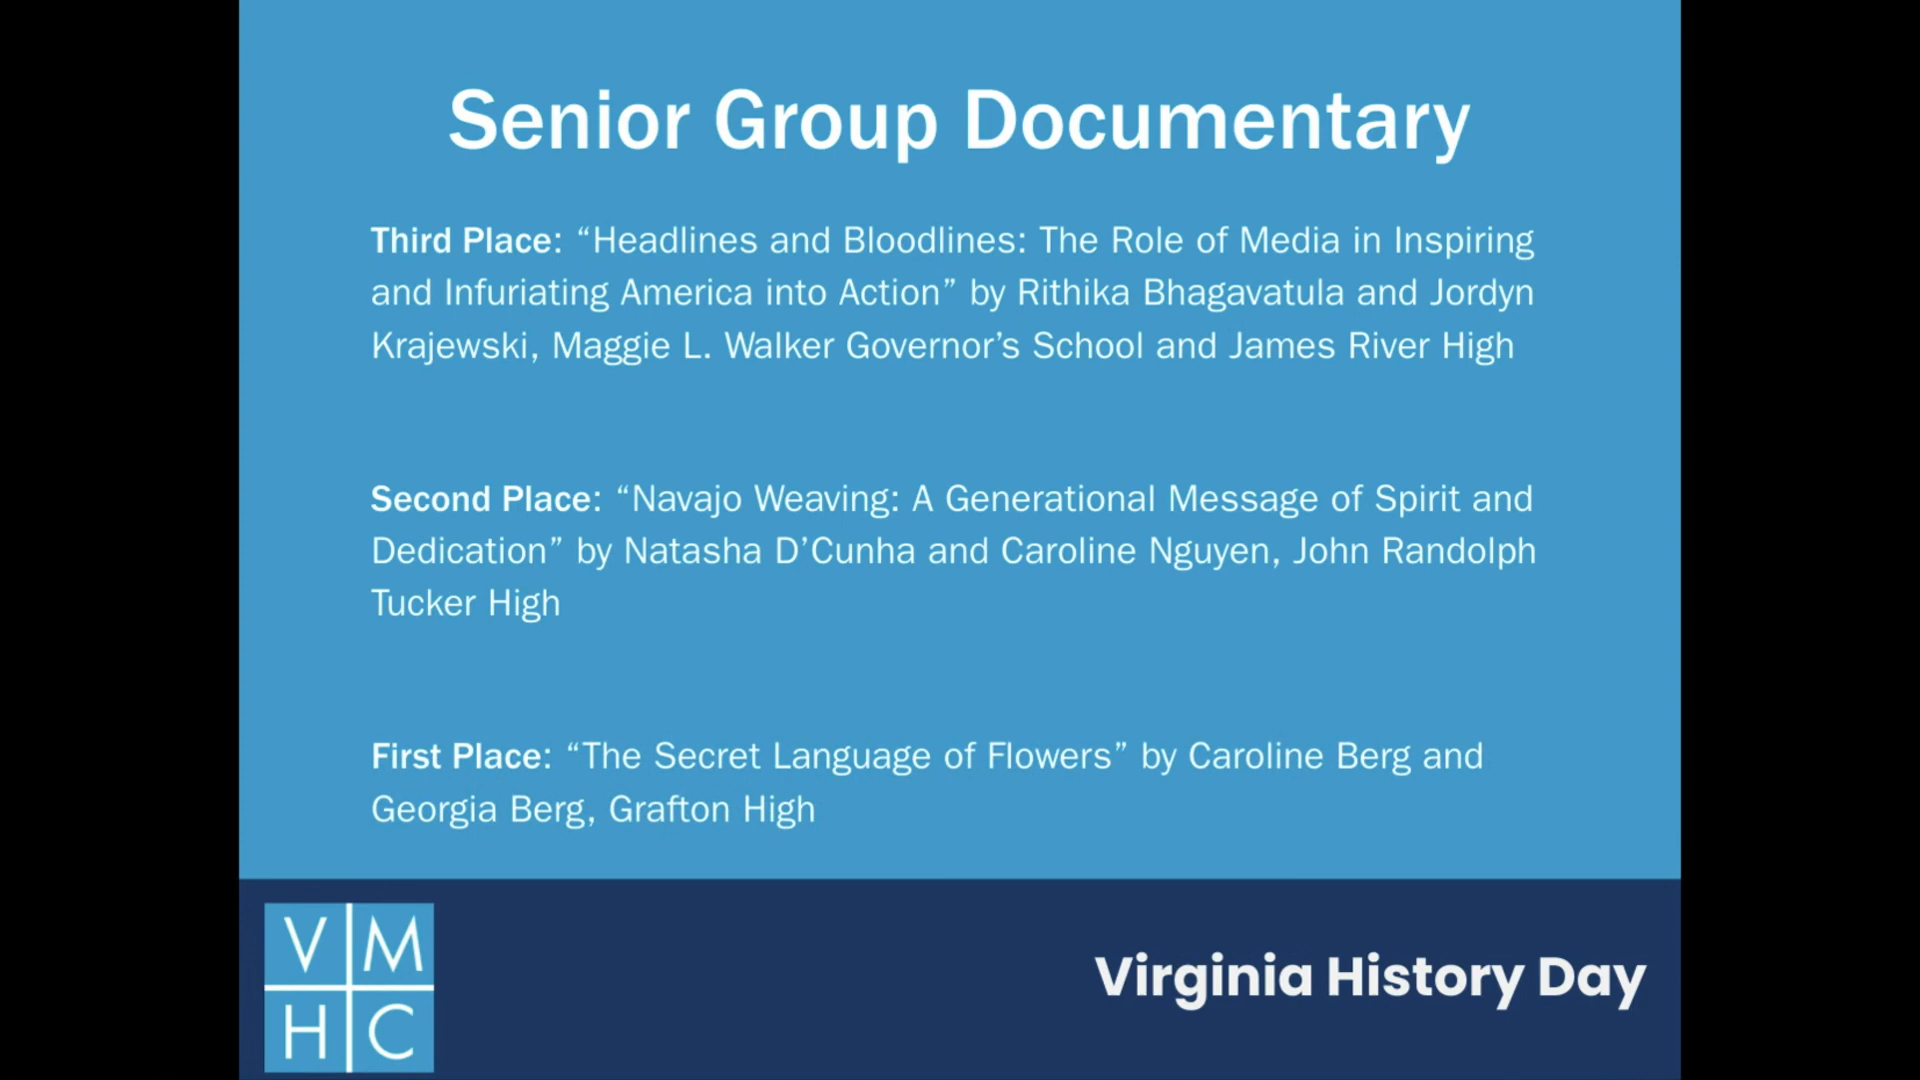 Senior Group Documentary
Third Place: “Headlines and Bloodlines: The Role of Media in Inspiring
and Infuriating America into Action” by Rithika Bhagavatula and Jordyn
Krajewski, Maggie L. Walker Governor’s School and James River High
Second Place: “Navajo Weaving: A Generational Message of Spirit and
Dedication” by Natasha D’Cunha and Caroline Nguyen, John Randolph
Tucker High
First Place: “The Secret Language of Flowers” by Caroline Berg and
Georgia Berg, Grafton High
V M
H C
Virginia History Day